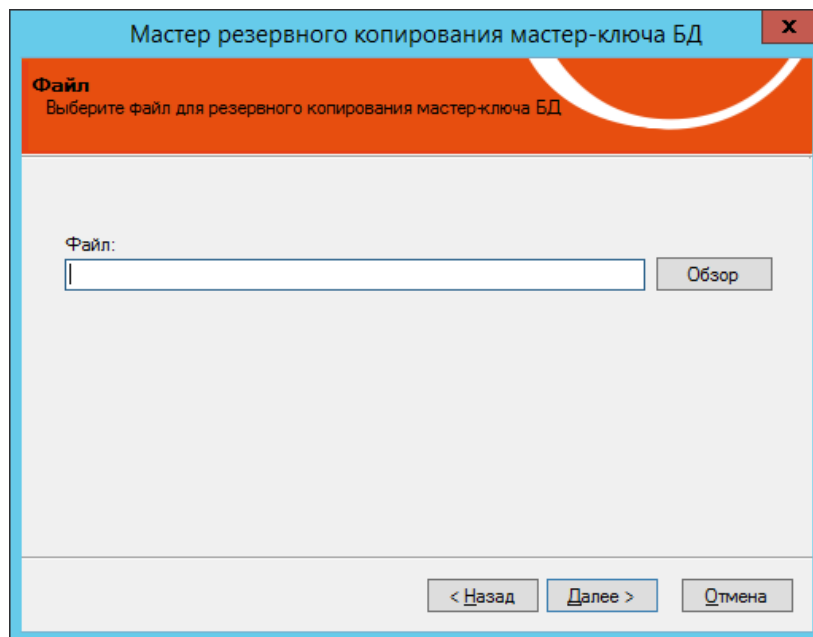 Мастер резервного копирования мастер-ключа БД
x
Файл
Выберите файл для резервного копирования мастер-ключа БД
Файл:
Обзор
< Назад
Далее >
Отмена